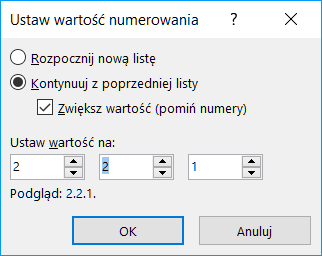 Ustaw wartość numerowania ? ×
Rozpocznij nową listę
Kontynuuj z poprzedniej listy
Zwiększ wartość (pomiń numery)
Ustaw wartość na:
2 2 1
Podgląd: 2.2.1.
OK Anuluj